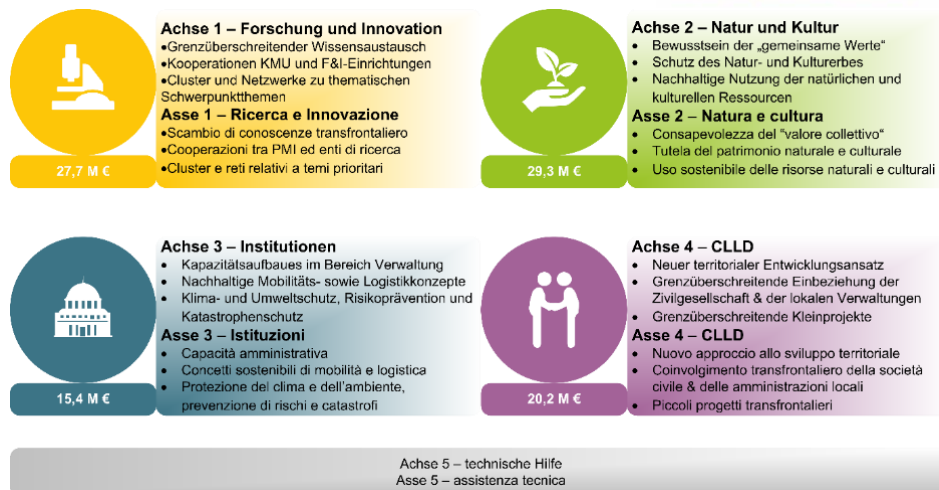 Achse 1 – Forschung und Innovation
•Grenzüberschreitender Wissensaustausch
•Kooperationen KMU und F&I-Einrichtungen
•Cluster und Netzwerke zu thematischen
Schwerpunktthemen
Asse 1 – Ricerca e Innovazione
•Scambio di conoscenze transfrontaliero
•Cooperazioni tra PMI ed enti di ricerca
•Cluster e reti relativi a temi prioritari
27,7 M €
Achse 2 – Natur und Kultur
• Bewusstsein der „gemeinsame Werte“
• Schutz des Natur- und Kulturerbes
• Nachhaltige Nutzung der natürlichen und
kulturellen Ressourcen
Asse 2 – Natura e cultura
• Consapevolezza del “valore collettivo“
• Tutela del patrimonio naturale e culturale
• Uso sostenibile delle risorse naturali e culturali
29,3 M €
Achse 3 – Institutionen
• Kapazitätsaufbaues im Bereich Verwaltung
• Nachhaltige Mobilitäts- sowie Logistikkonzepte
• Klima- und Umweltschutz, Risikoprävention und
Katastrophenschutz
Asse 3 – Istituzioni
• Capacità amministrativa
• Concetti sostenibili di mobilità e logistica
• Protezione del clima e dell’ambiente,
prevenzione di rischi e catastrofi
15,4 M €
Achse 4 – CLLD
• Neuer territorialer Entwicklungsansatz
• Grenzüberschreitende Einbeziehung der
Zivilgesellschaft & der lokalen Verwaltungen
• Grenzüberschreitende Kleinprojekte
Asse 4 – CLLD
• Nuovo approccio allo sviluppo territoriale
• Coinvolgimento transfrontaliero della società
civile & delle amministrazioni locali
• Piccoli progetti transfrontalieri
20,2 M €
Achse 5 – technische Hilfe
Asse 5 – assistenza tecnica